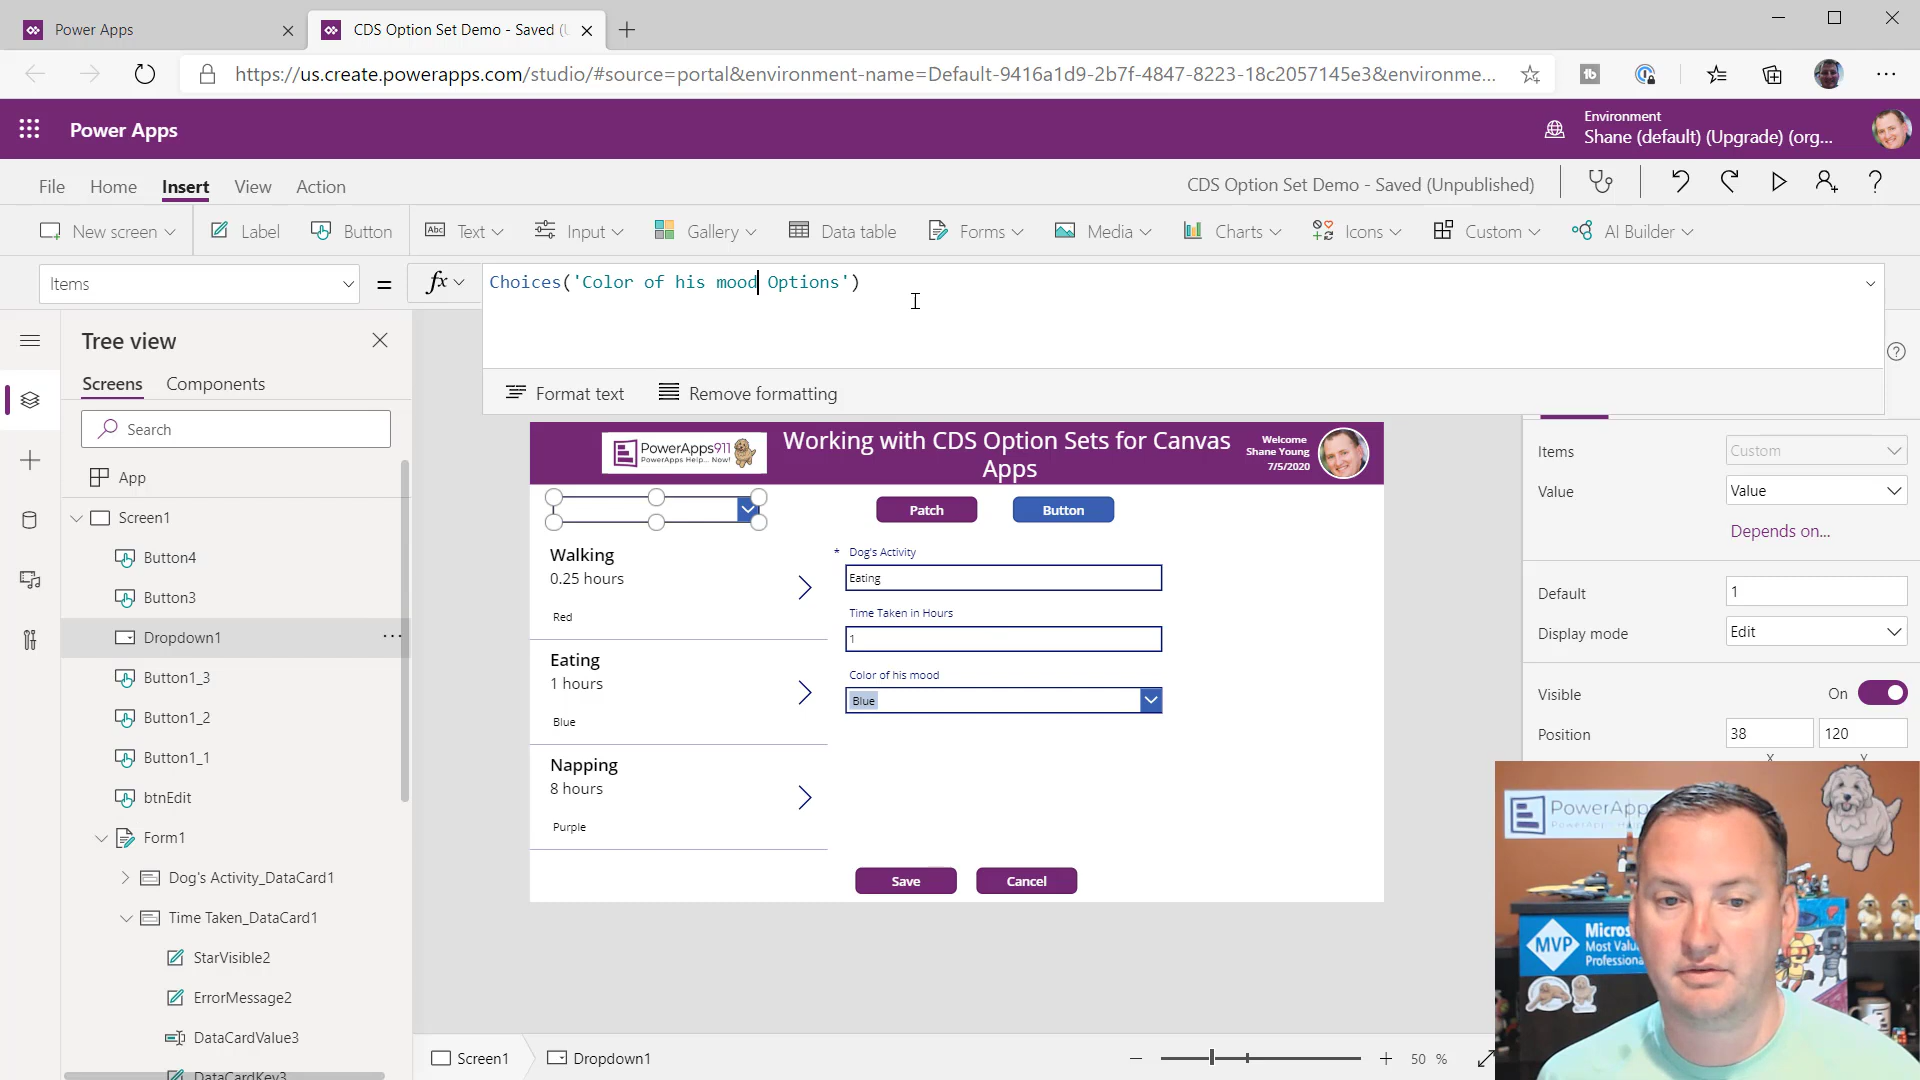 Power Apps
CDS Option Set Demo - Saved (U
https://us.create.powerapps.com/studio/#source=portal&environment-name=Default-9416a1d9-2b7f-4847-8223-18c2057145e3&environme...
Power Apps
Environment
Shane (default) (Upgrade) (org...
File Home Insert View Action
CDS Option Set Demo - Saved (Unpublished)
New screen Label Button Text Input Gallery Data table Forms Media Charts Icons Custom AI Builder
Items = fx Choices('Color of his mood Options')
Format text Remove formatting
Tree view
Screens Components
Search
App
Screen1
Button4
Button3
Dropdown1 ...
Button1_3
Button1_2
Button1_1
btnEdit
Form1
Dog's Activity_DataCard1
Time Taken_DataCard1
StarVisible2
ErrorMessage2
DataCardValue3
DataCardKey3
PowerApps911
PowerApps Help... Now!
Working with CDS Option Sets for Canvas
Apps
Welcome
Shane Young
7/5/2020
Patch Button
Walking
0.25 hours
Red
Eating
1 hours
Blue
Napping
8 hours
Purple
* Dog's Activity
Eating
Time Taken in Hours
1
Color of his mood
Blue
Save Cancel
Items Custom
Value Value
Depends on...
Default 1
Display mode Edit
Visible On
Position 38 120
X Y
PowerApps
MVP
Micros
Most Valu
Professiona
Screen1 Dropdown1
50 %